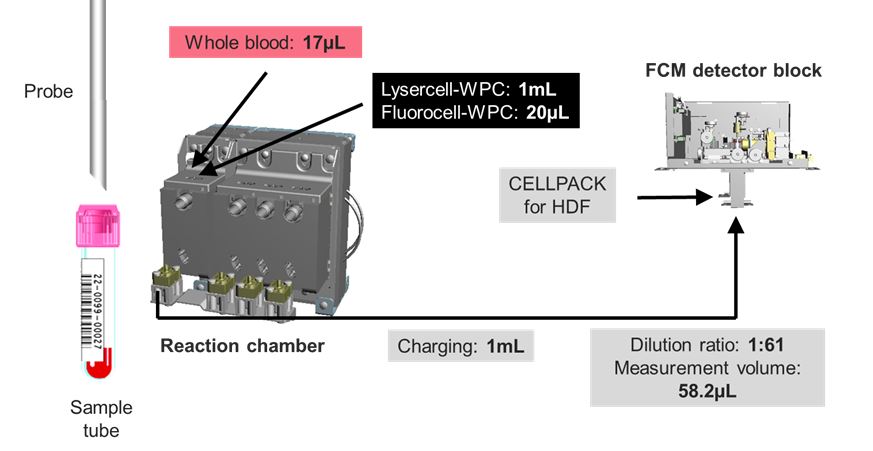 Whole blood: 17µL
Probe
Lysercell-WPC: 1mL
Fluorocell-WPC: 20µL
FCM detector block
CELLPACK
for HDF
22-0099-00027
Reaction chamber
Charging: 1mL
Dilution ratio: 1:61
Measurement volume:
58.2µL
Sample
tube